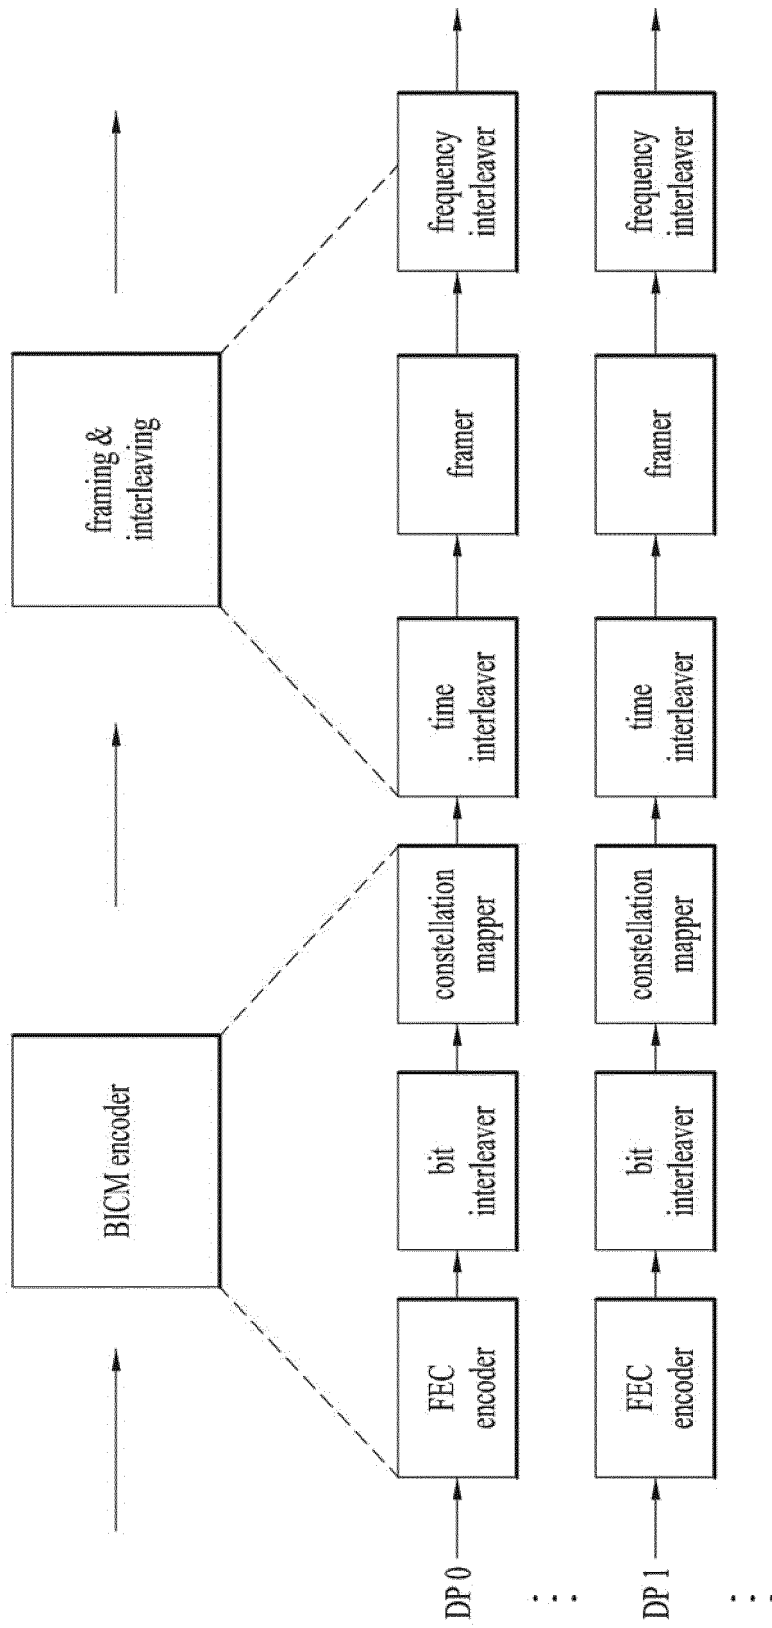 BICM encoder
framing &
interleaving
DP 0
FEC
encoder
bit
interleaver
constellation
mapper
time
interleaver
framer
frequency
interleaver
DP 1
FEC
encoder
bit
interleaver
constellation
mapper
time
interleaver
framer
frequency
interleaver